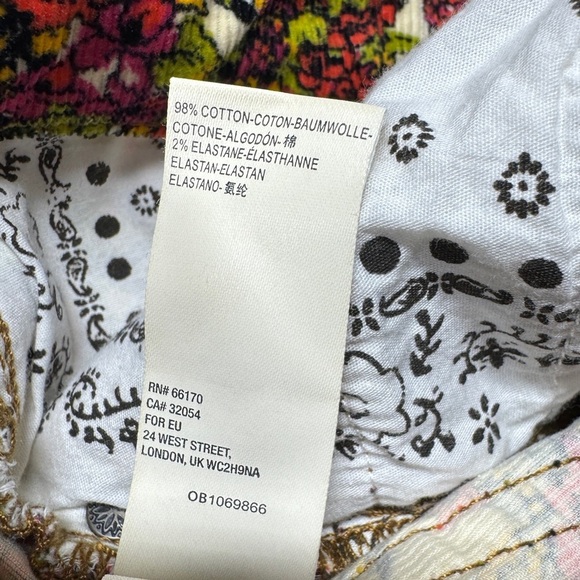 98% COTTON-COTON-BAUMWOLLE-
COTONE-ALGODÓN-棉
2% ELASTANE-ÉLASTHANNE
ELASTAN-ELASTAN
ELASTANO-氨纶
RN# 66170
CA# 32054
FOR EU
24 WEST STREET,
LONDON, UK WC2H9NA
OB1069866